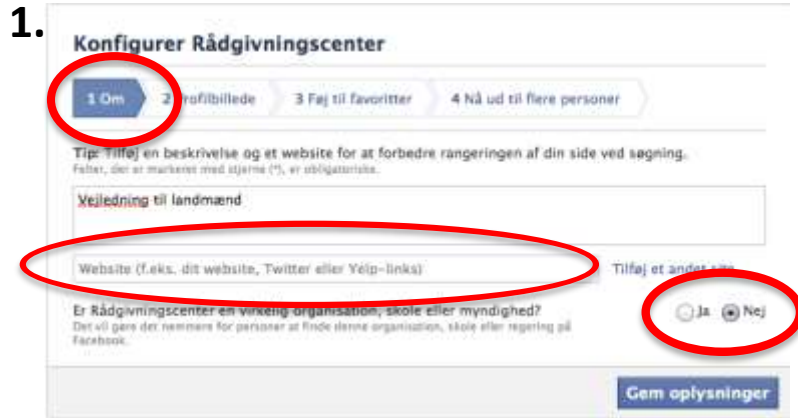 1.
Konfigurer Rådgivningscenter
1 Om 2 Profilbillede 3 Føj til favoritter 4 Nå ud til flere personer
Tip: Tilføj en beskrivelse og et website for at forbedre rangeringen af din side ved søgning.
Felter, der er markeret med stjerne (*), er obligatoriske.
Vejledning til landmænd
Website (f.eks. dit website, Twitter eller Yelp-links) Tilføj et andet site
Er Rådgivningscenter en virkelig organisation, skole eller myndighed? Ja Nej
Det vil gøre det nemmere for personer at finde denne organisation, skole eller regering på
Facebook.
Gem oplysninger